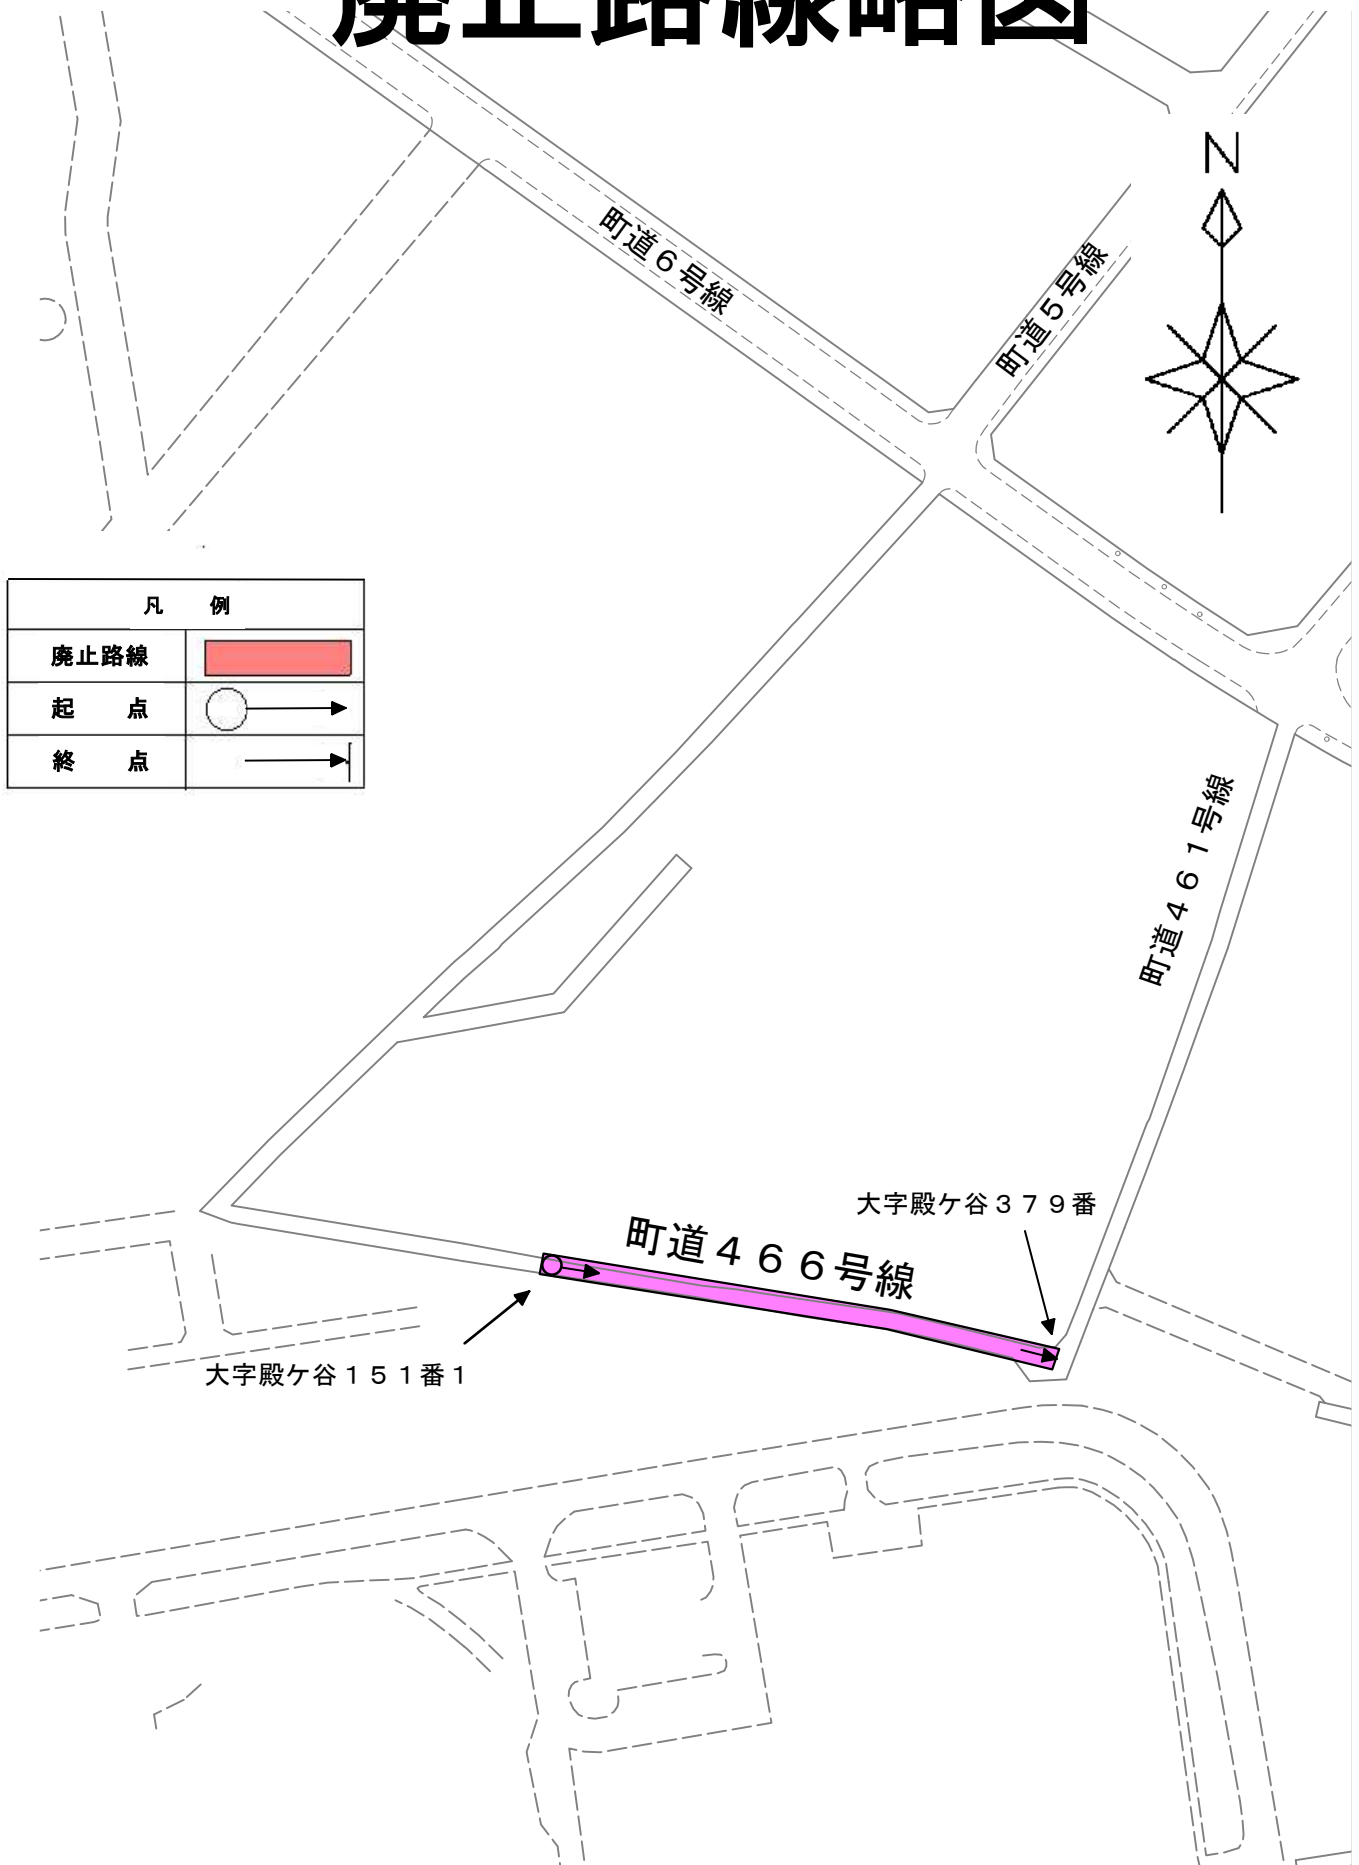 廃止路線略図
N
町道６号線
町道５号線
凡　例
廃止路線
起　点
終　点
町道４６１号線
大字殿ケ谷３７９番
町道４６６号線
大字殿ケ谷１５１番１